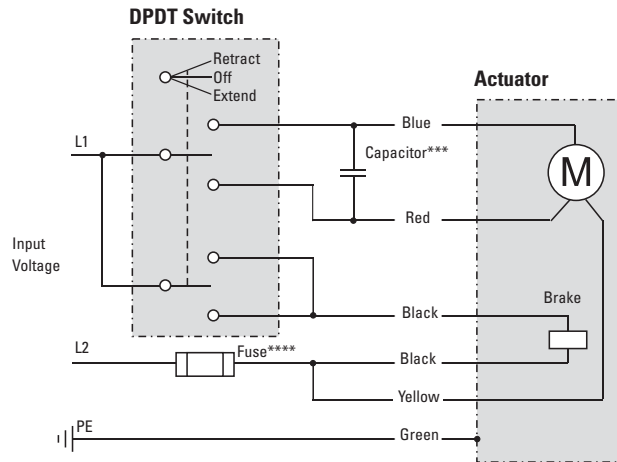 DPDT Switch
Retract
Off
Extend
Actuator
L1
Blue
Capacitor***
M
Red
Input
Voltage
Brake
Black
L2
Fuse****
Black
Yellow
PE
Green